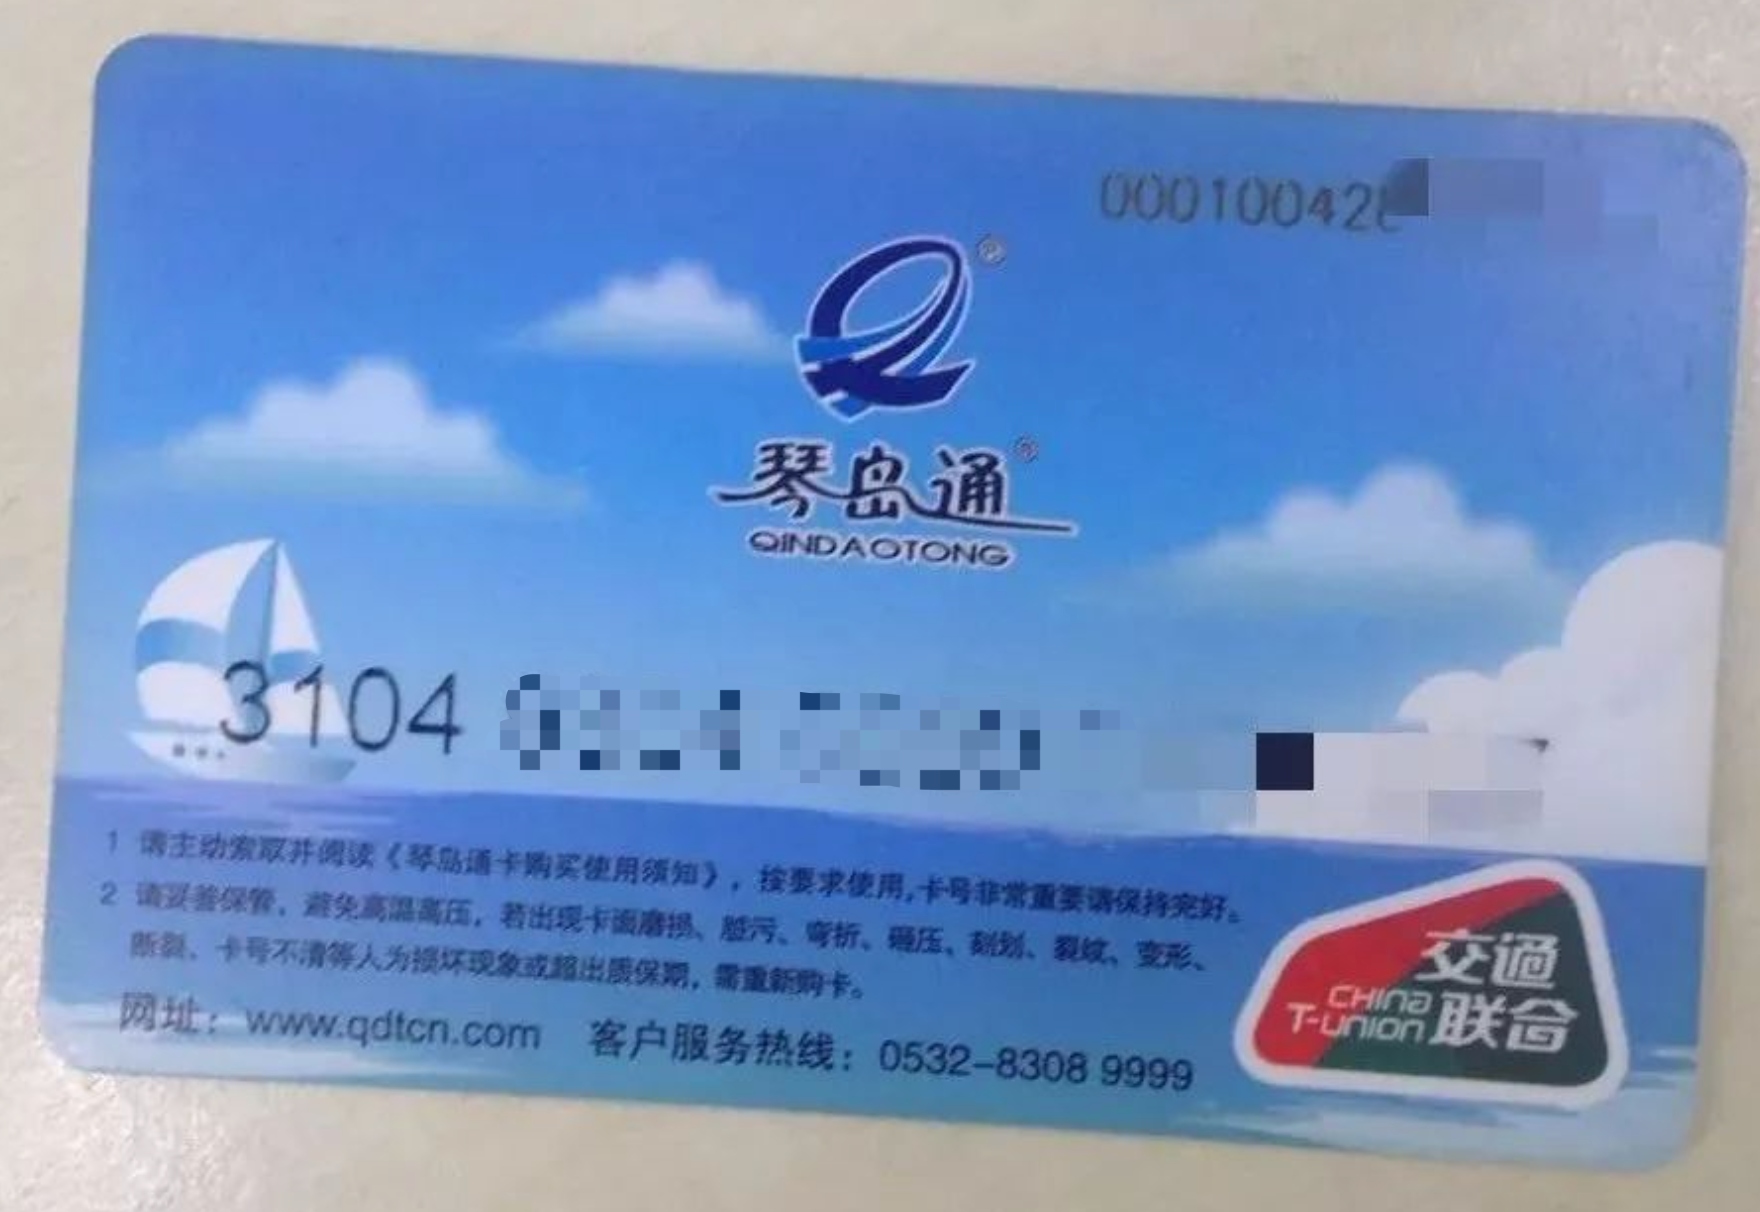 00010042
琴岛通
QINDAOTONG
3104
1 请主动索取并阅读《琴岛通卡购买使用须知》，按要求使用,卡号非常重要请保持完好。
2 请妥善保管，避免高温高压，若出现卡面磨损、脏污、弯折、碾压、刻划、裂纹、变形、
断裂、卡号不清等人为损坏现象或超出质保期，需重新购卡。
网址：www.qdtcn.com 客户服务热线：0532-8308 9999
交通
CHINA
T-UNION
联合